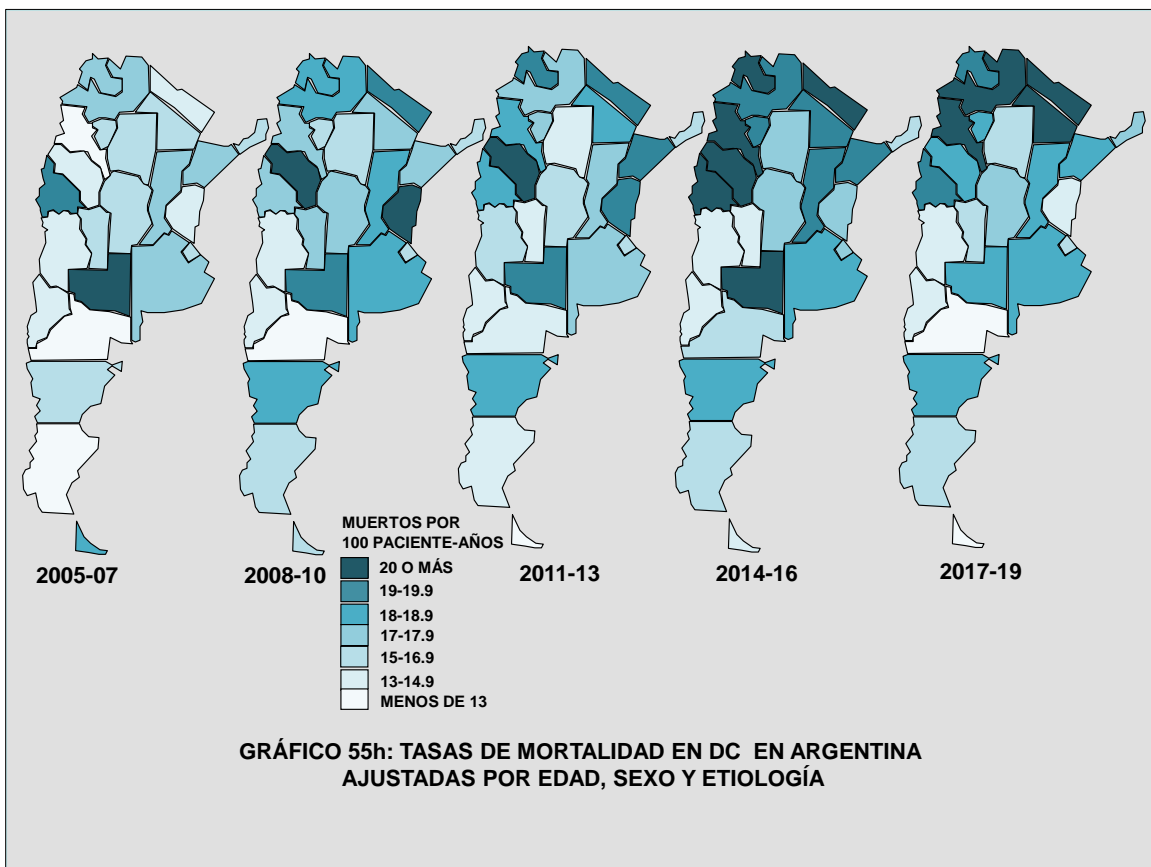 2005-07
2008-10
2011-13
2014-16
2017-19
MUERTOS POR
100 PACIENTE-AÑOS
20 O MÁS
19-19.9
18-18.9
17-17.9
15-16.9
13-14.9
MENOS DE 13
GRÁFICO 55h: TASAS DE MORTALIDAD EN DC EN ARGENTINA
AJUSTADAS POR EDAD, SEXO Y ETIOLOGÍA